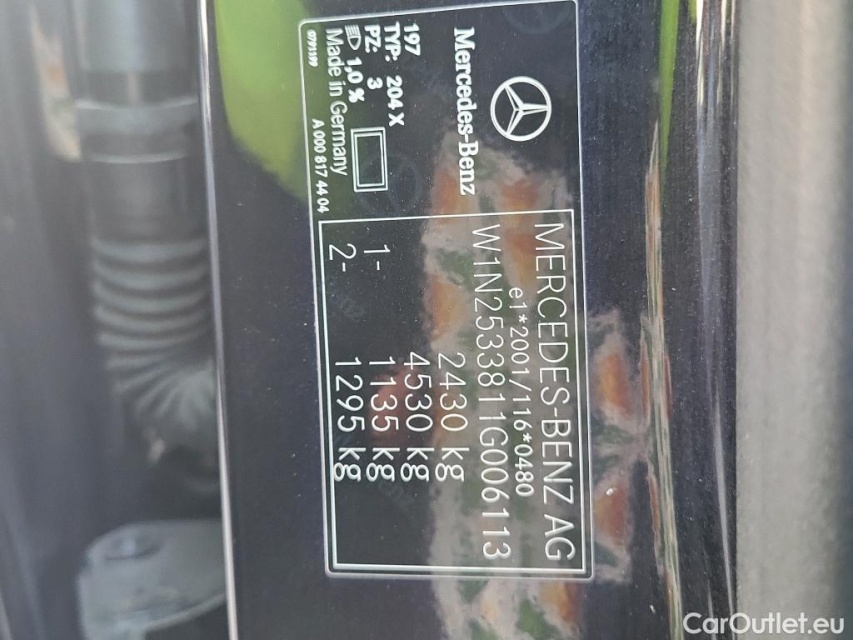 Mercedes-Benz
197
TYP: 204 X
PZ: 3
1,0 %
Made in Germany
0791599
A 000 817 44 04
MERCEDES-BENZ AG
e1*2001/116*0480
W1N2533811G006113
2430 kg
4530 kg
1- 1135 kg
2- 1295 kg
CarOutlet.eu